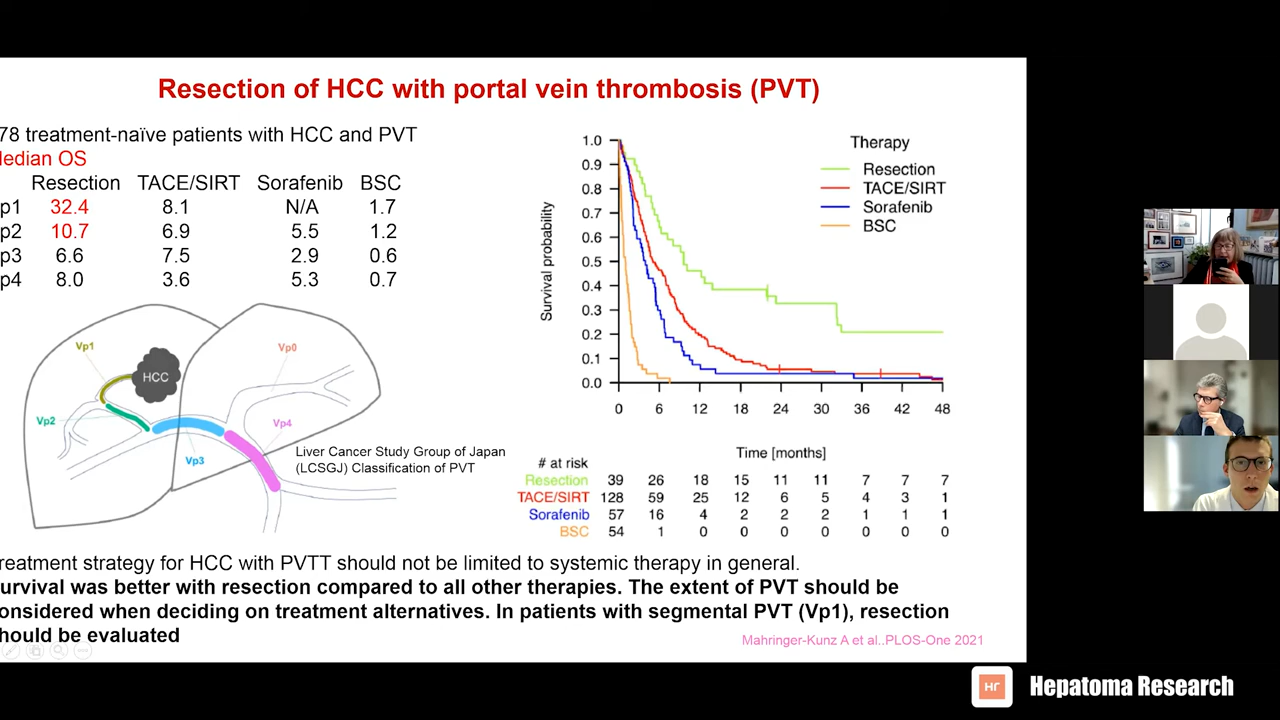 Resection of HCC with portal vein thrombosis (PVT)
78 treatment-naïve patients with HCC and PVT
ledian OS
Resection TACE/SIRT Sorafenib BSC
p1 32.4 8.1 N/A 1.7
p2 10.7 6.9 5.5 1.2
p3 6.6 7.5 2.9 0.6
p4 8.0 3.6 5.3 0.7
Vp1
HCC
Vp0
Vp2
Vp4
Vp3
Liver Cancer Study Group of Japan
(LCSGJ) Classification of PVT
Survival probability
1.0
0.9
0.8
0.7
0.6
0.5
0.4
0.3
0.2
0.1
0.0
Therapy
Resection
TACE/SIRT
Sorafenib
BSC
0 6 12 18 24 30 36 42 48
Time [months]
# at risk
Resection 39 26 18 15 11 11 7 7 7
TACE/SIRT 128 59 25 12 6 5 4 3 1
Sorafenib 57 16 4 2 2 2 1 1 1
BSC 54 1 0 0 0 0 0 0 0
reatment strategy for HCC with PVTT should not be limited to systemic therapy in general.
urvival was better with resection compared to all other therapies. The extent of PVT should be
onsidered when deciding on treatment alternatives. In patients with segmental PVT (Vp1), resection
hould be evaluated
Mahringer-Kunz A et al..PLOS-One 2021
Hr
Hepatoma Research